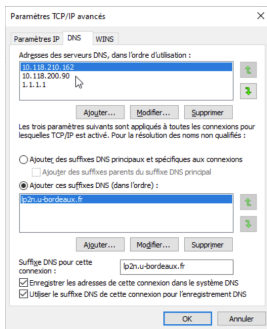 Paramètres TCP/IP avancés
Paramètres IP DNS WINS
Adresses des serveurs DNS, dans l'ordre d'utilisation :
10.118.210.162
10.118.200.90
1.1.1.1
Ajouter... Modifier... Supprimer
Les trois paramètres suivants sont appliqués à toutes les connexions pour
lesquelles TCP/IP est activé. Pour la résolution des noms non qualifiés :
Ajouter des suffixes DNS principaux et spécifiques aux connexions
Ajouter des suffixes parents du suffixe DNS principal
Ajouter ces suffixes DNS (dans l'ordre) :
lp2n.u-bordeaux.fr
Ajouter... Modifier... Supprimer
Suffixe DNS pour cette
connexion :
lp2n.u-bordeaux.fr
Enregistrer les adresses de cette connexion dans le système DNS
Utiliser le suffixe DNS de cette connexion pour l'enregistrement DNS
OK Annuler